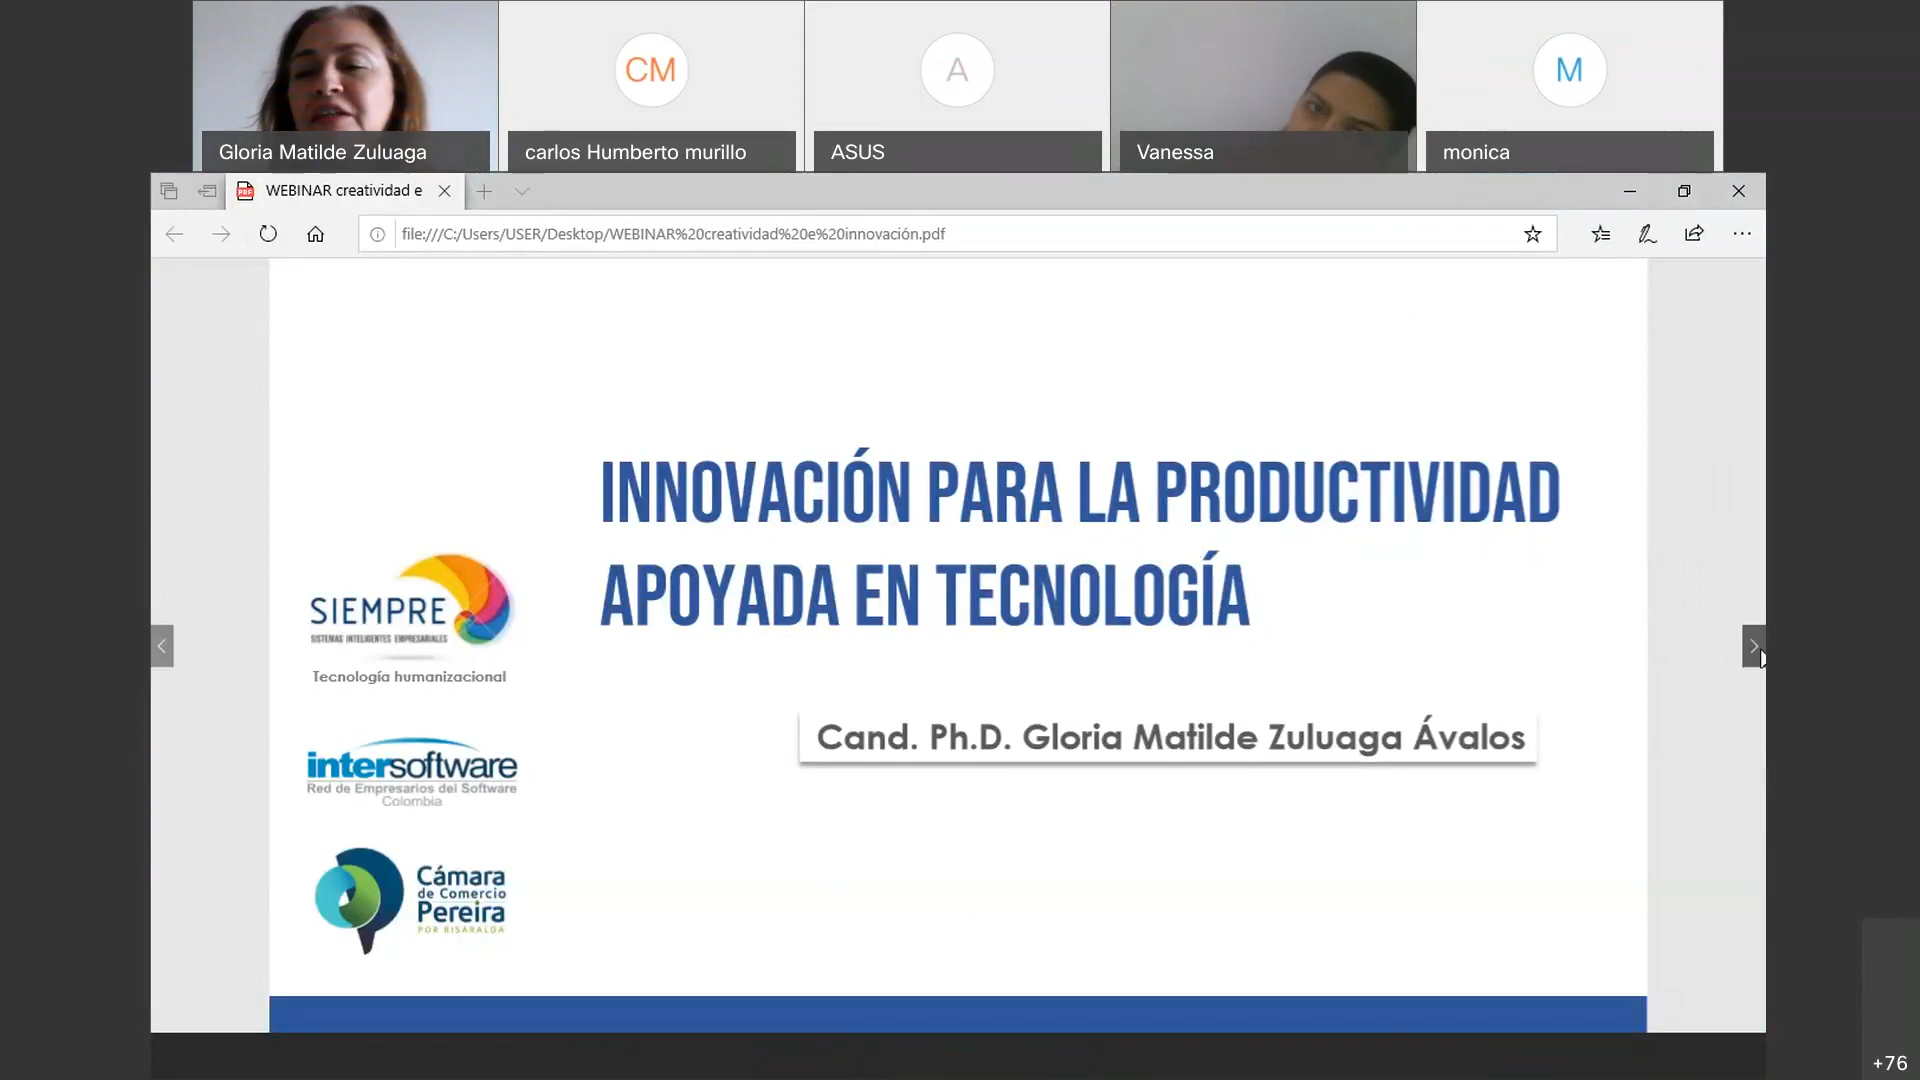 CM
A
M
Gloria Matilde Zuluaga
carlos Humberto murillo
ASUS
Vanessa
monica
WEBINAR creatividad e
file:///C:/Users/USER/Desktop/WEBINAR%20creatividad%20e%20innovación.pdf
INNOVACIÓN PARA LA PRODUCTIVIDAD
APOYADA EN TECNOLOGÍA
SIEMPRE
SISTEMAS INTELIGENTES EMPRESARIALES
Tecnología humanizacional
Cand. Ph.D. Gloria Matilde Zuluaga Ávalos
intersoftware
Red de Empresarios del Software
Colombia
Cámara
de Comercio
Pereira
POR RISARALDA
+76